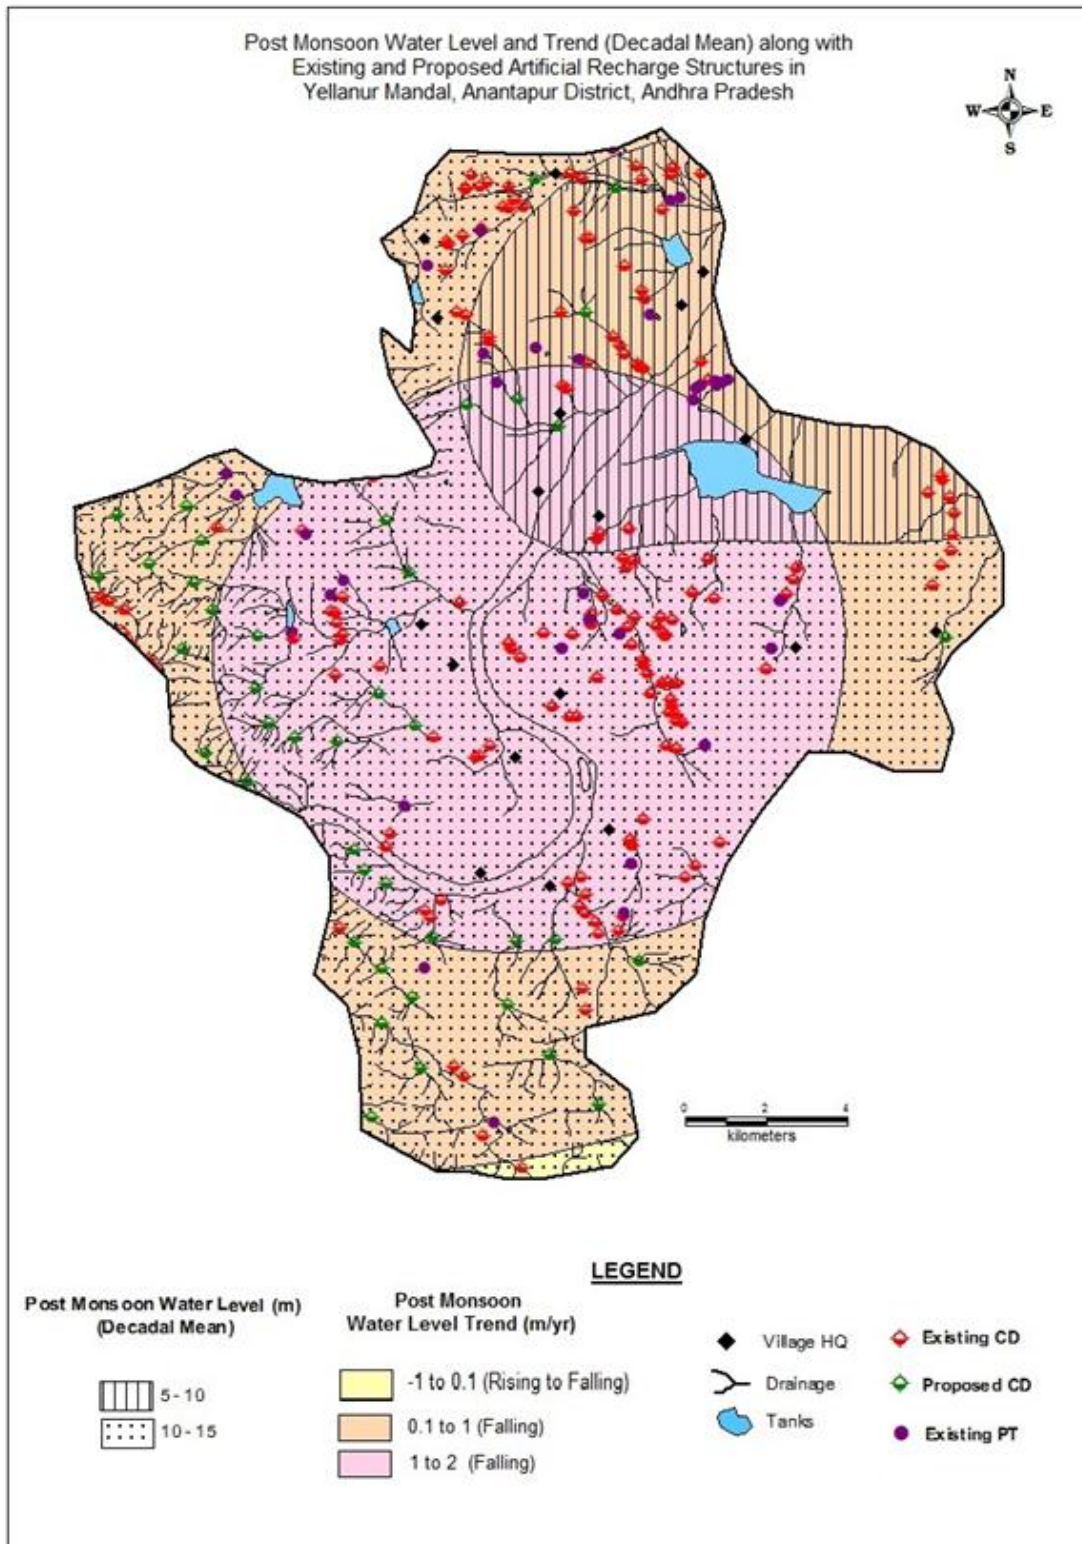 Post Monsoon Water Level and Trend (Decadal Mean) along with
Existing and Proposed Artificial Recharge Structures in
Yellanur Mandal, Anantapur District, Andhra Pradesh
N
W E
S
0 2 4
kilometers
LEGEND
Post Monsoon Water Level (m)
(Decadal Mean)
5-10
10-15
Post Monsoon
Water Level Trend (m/yr)
-1 to 0.1 (Rising to Falling)
0.1 to 1 (Falling)
1 to 2 (Falling)
Village HQ
Drainage
Tanks
Existing CD
Proposed CD
Existing PT